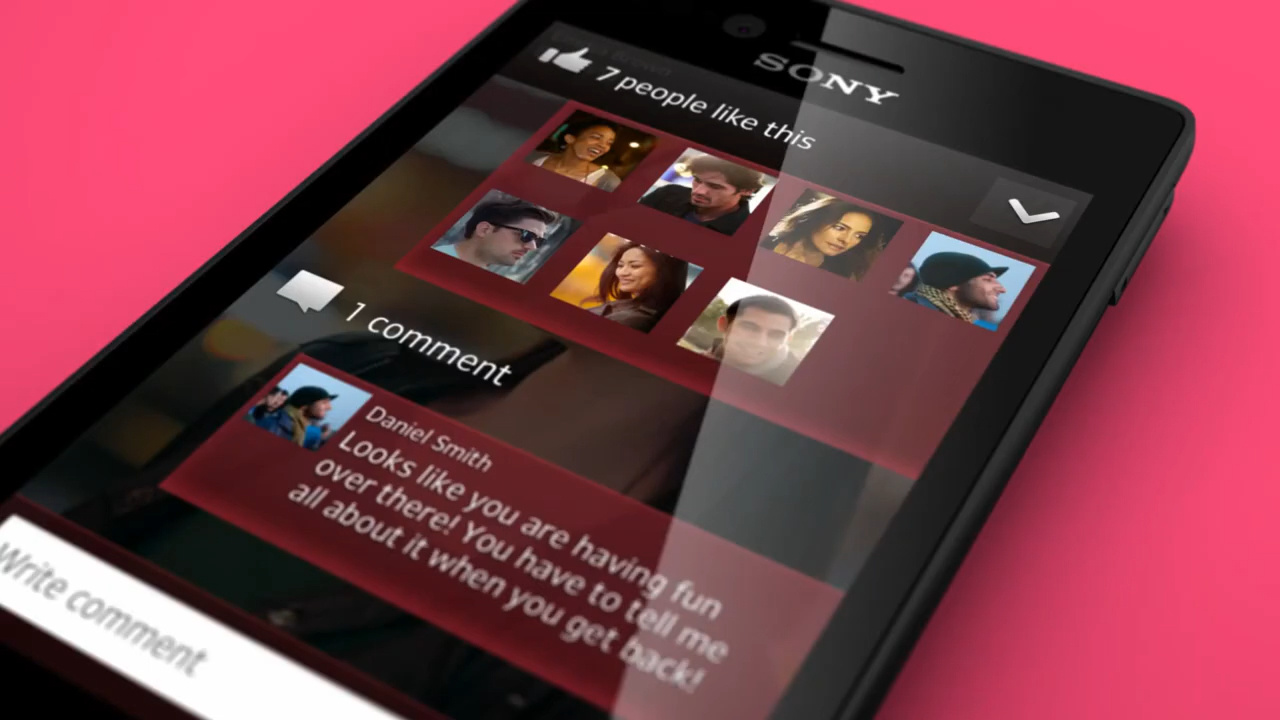 SONY
7 people like this
1 comment
Daniel Smith
Looks like you are having fun
over there! You have to tell me
all about it when you get back!
Write comment